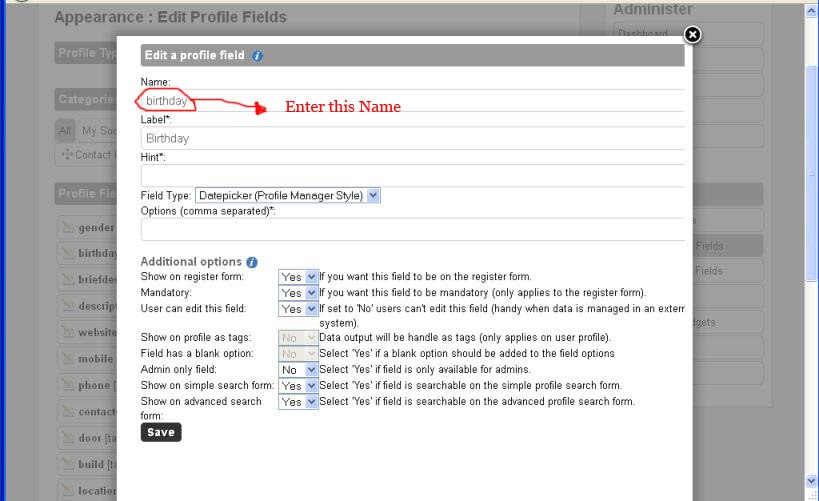 Appearance : Edit Profile Fields
Administer
Dashboard
Profile Typ
Edit a profile field
Name:
Categorie
birthday
Enter this Name
Label*:
All My Soc
Birthday
Contact
Hint*:
Profile Fie
Field Type: Datepicker (Profile Manager Style)
Options (comma separated)*:
gender
s
birthday
Fields
Additional options
Show on register form: Yes If you want this field to be on the register form.
Fields
briefdes
Mandatory: Yes If you want this field to be mandatory (only applies to the register form).
descript
User can edit this field: Yes If set to 'No' users can't edit this field (handy when data is managed in an extern
system).
dgets
website
Show on profile as tags: No Data output will be handle as tags (only applies on user profile).
Field has a blank option: No Select 'Yes' if a blank option should be added to the field options
mobile
Admin only field: No Select 'Yes' if field is only available for admins.
phone [
Show on simple search form: Yes Select 'Yes' if field is searchable on the simple profile search form.
Show on advanced search Yes Select 'Yes' if field is searchable on the advanced profile search form.
form:
contact
Save
door [ta
build [ta
location